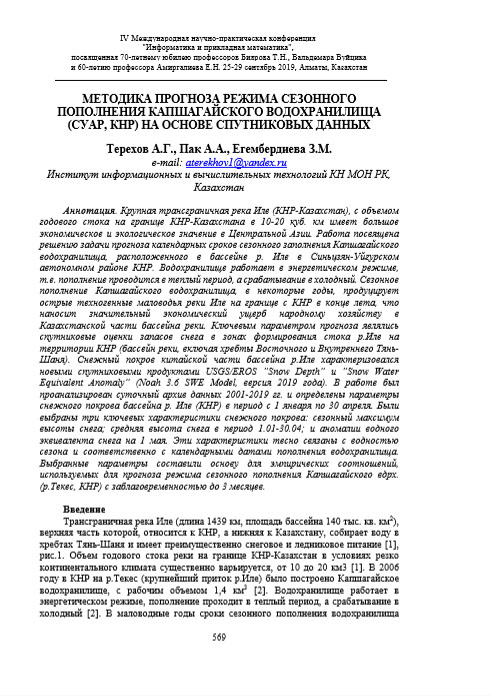 IV Международная научно-практическая конференция
"Информатика и прикладная математика",
посвященная 70-летнему юбилею профессоров Биярова Т.Н., Вальдемара Вуйцика
и 60-летию профессора Амиргалиева Е.Н. 25-29 сентябрь 2019, Алматы, Казахстан
МЕТОДИКА ПРОГНОЗА РЕЖИМА СЕЗОННОГО
ПОПОЛНЕНИЯ КАПШАГАЙСКОГО ВОДОХРАНИЛИЩА
(СУАР, КНР) НА ОСНОВЕ СПУТНИКОВЫХ ДАННЫХ
Терехов А.Г., Пак А.А., Егембердиева З.М.
e-mail: aterekhov1@yandex.ru
Институт информационных и вычислительных технологий КН МОН РК,
Казахстан
Аннотация. Крупная трансграничная река Иле (КНР-Казахстан), с объемом
годового стока на границе КНР-Казахстана в 10-20 куб. км имеет большое
экономическое и экологическое значение в Центральной Азии. Работа посвящена
решению задачи прогноза календарных сроков сезонного заполнения Капшагайского
водохранилища, расположенного в бассейне р. Иле в Синьцзян-Уйгурском
автономном районе КНР. Водохранилище работает в энергетическом режиме,
т.е. пополнение проводится в теплый период, а срабатывание в холодный. Сезонное
пополнение Капшагайского водохранилища, в некоторые годы, продуцирует
острые техногенные маловодья реки Иле на границе с КНР в конце лета, что
наносит значительный экономический ущерб народному хозяйству в
Казахстанской части бассейна реки. Ключевым параметром прогноза являлись
спутниковые оценки запасов снега в зонах формирования стока р.Иле на
территории КНР (бассейн реки, включая хребты Восточного и Внутреннего Тянь-
Шаня). Снежный покров китайской части бассейна р.Иле характеризовался
новыми спутниковыми продуктами USGS/EROS "Snow Depth" и "Snow Water
Equivalent Anomaly" (Noah 3.6 SWE Model, версия 2019 года). В работе был
проанализирован суточный архив данных 2001-2019 гг. и определены параметры
снежного покрова бассейна р. Иле (КНР) в период с 1 января по 30 апреля. Были
выбраны три ключевых характеристики снежного покрова: сезонный максимум
высоты снега; средняя высота снега в период 1.01-30.04; и аномалии водного
эквивалента снега на 1 мая. Эти характеристики тесно связаны с водностью
сезона и соответственно с календарными датами пополнения водохранилища.
Выбранные параметры составили основу для эмпирических соотношений,
используемых для прогноза режима сезонного пополнения Капшагайского вдрх.
(р.Текес, КНР) с заблаговременностью до 3 месяцев.
Введение
Трансграничная река Иле (длина 1439 км, площадь бассейна 140 тыс. кв. км²),
верхняя часть которой, относится к КНР, а нижняя к Казахстану, собирает воду в
хребтах Тянь-Шаня и имеет преимущественно снеговое и ледниковое питание [1],
рис.1. Объем годового стока реки на границе КНР-Казахстан в условиях резко
континентального климата существенно варьируется, от 10 до 20 км3 [1]. В 2006
году в КНР на р.Текес (крупнейший приток р.Иле) было построено Капшагайское
водохранилище, с рабочим объемом 1,4 км³ [2]. Водохранилище работает в
энергетическом режиме, пополнение проходит в теплый период, а срабатывание в
холодный [2]. В маловодные годы сроки сезонного пополнения водохранилища
569